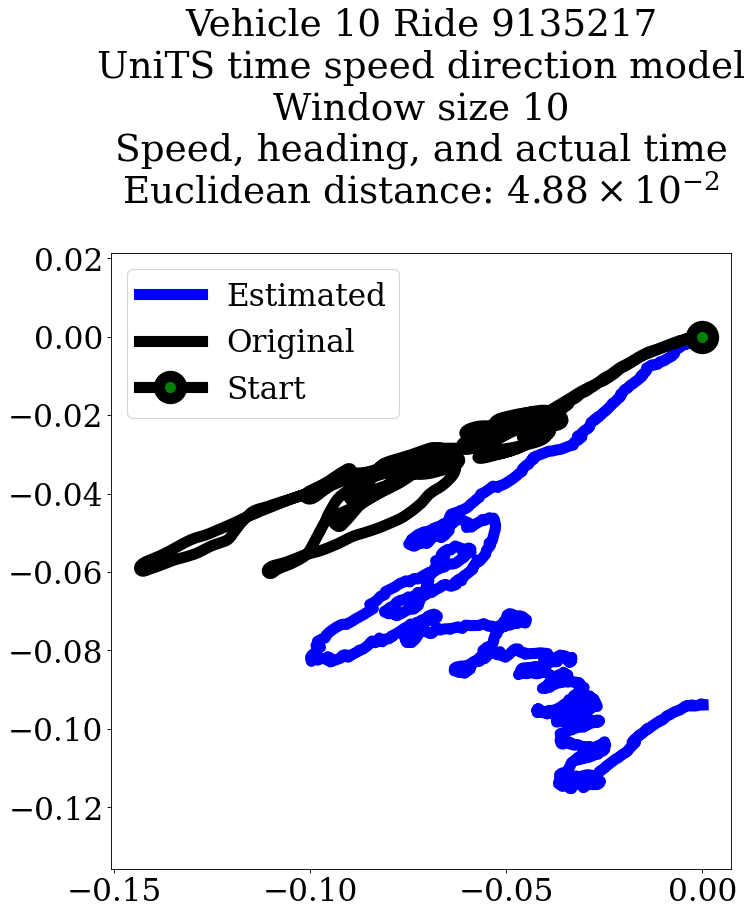 Vehicle 10 Ride 9135217
UniTS time speed direction model
Window size 10
Speed, heading, and actual time
Euclidean distance: 4.88 × 10⁻²
0.02
Estimated
0.00
Original
Start
−0.02
−0.04
−0.06
−0.08
−0.10
−0.12
−0.15 −0.10 −0.05 0.00